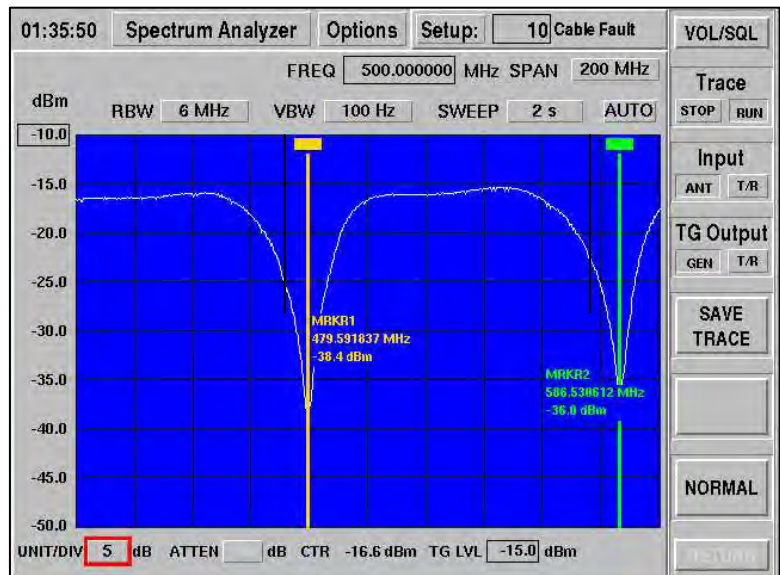 01:35:50 Spectrum Analyzer Options Setup: 10 Cable Fault
FREQ 500.000000 MHz SPAN 200 MHz
dBm RBW 6 MHz VBW 100 Hz SWEEP 2 s AUTO
-10.0
-15.0
-20.0
-25.0
-30.0
-35.0
-40.0
-45.0
-50.0
MRKR1
479.591837 MHz
-38.4 dBm
MRKR2
586.530612 MHz
-36.0 dBm
UNIT/DIV 5 dB ATTEN dB CTR -16.6 dBm TG LVL -15.0 dBm
VOL/SQL
Trace
STOP RUN
Input
ANT T/R
TG Output
GEN T/R
SAVE
TRACE
NORMAL